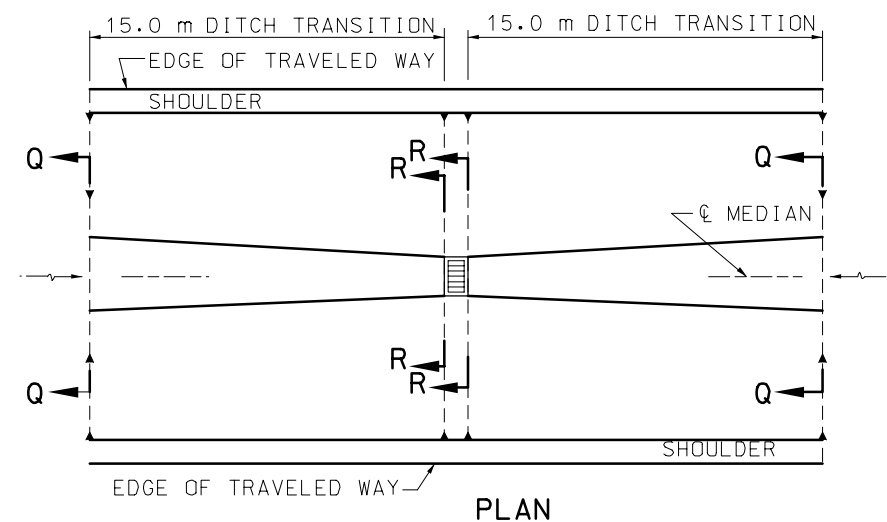 15.0 m DITCH TRANSITION
15.0 m DITCH TRANSITION
EDGE OF TRAVELED WAY
SHOULDER
Q
R
R
Q
℄ MEDIAN
Q
R
R
Q
SHOULDER
EDGE OF TRAVELED WAY
PLAN